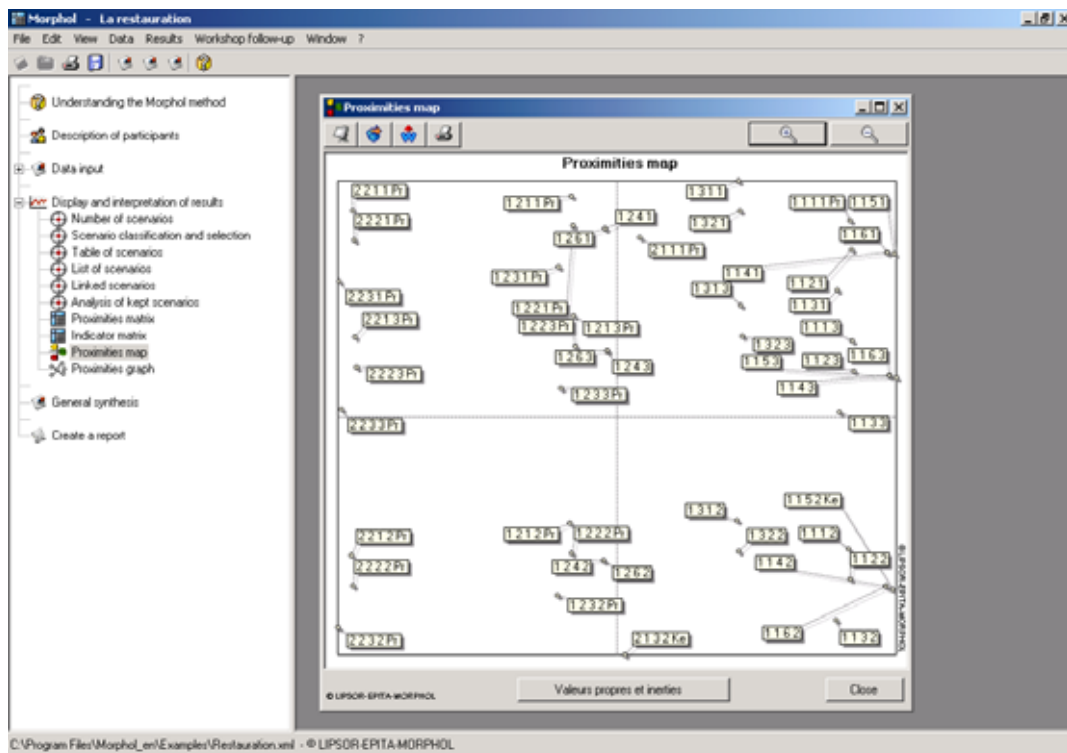 Morphol - La restauration
File Edit View Data Results Workshop follow-up Window ?
Understanding the Morphol method
Description of participants
Data input
Display and interpretation of results
Number of scenarios
Scenario classification and selection
Table of scenarios
List of scenarios
Linked scenarios
Analysis of kept scenarios
Proximities matrix
Indicator matrix
Proximities map
Proximities graph
General synthesis
Create a report
Proximities map
Proximities map
2 2 1 1 Pr
1 2 1 1 Pr
1 3 1 1
1 1 1 1 Pr
1 1 5 1
2 2 2 1 Pr
1 2 4 1
1 3 2 1
1 2 6 1
1 1 6 1
2 1 1 1 Pr
1 2 3 1 Pr
1 1 4 1
1 1 2 1
2 2 3 1 Pr
1 3 1 3
1 1 3 1
1 2 2 1 Pr
2 2 1 3 Pr
1 2 2 3 Pr
1 2 1 3 Pr
1 1 1 3
1 3 2 3
1 2 6 3
1 1 6 3
1 2 4 3
1 1 5 3
1 1 2 3
2 2 2 3 Pr
1 1 4 3
1 2 3 3 Pr
2 2 3 3 Pr
1 1 3 3
1 1 5 2 Ke
1 3 1 2
2 2 1 2 Pr
1 2 1 2 Pr
1 2 2 2 Pr
1 3 2 2
1 1 1 2
1 1 2 2
2 2 2 2 Pr
1 2 4 2
1 2 6 2
1 1 4 2
1 2 3 2 Pr
2 2 3 2 Pr
2 1 3 2 Ke
1 1 6 2
1 1 3 2
©LIPSOR-EPITA-MORPHOL
© LIPSOR-EPITA-MORPHOL
Valeurs propres et inerties
Close
C:\Program Files\Morphol_en\Examples\Restauration.xml - © LIPSOR-EPITA-MORPHOL